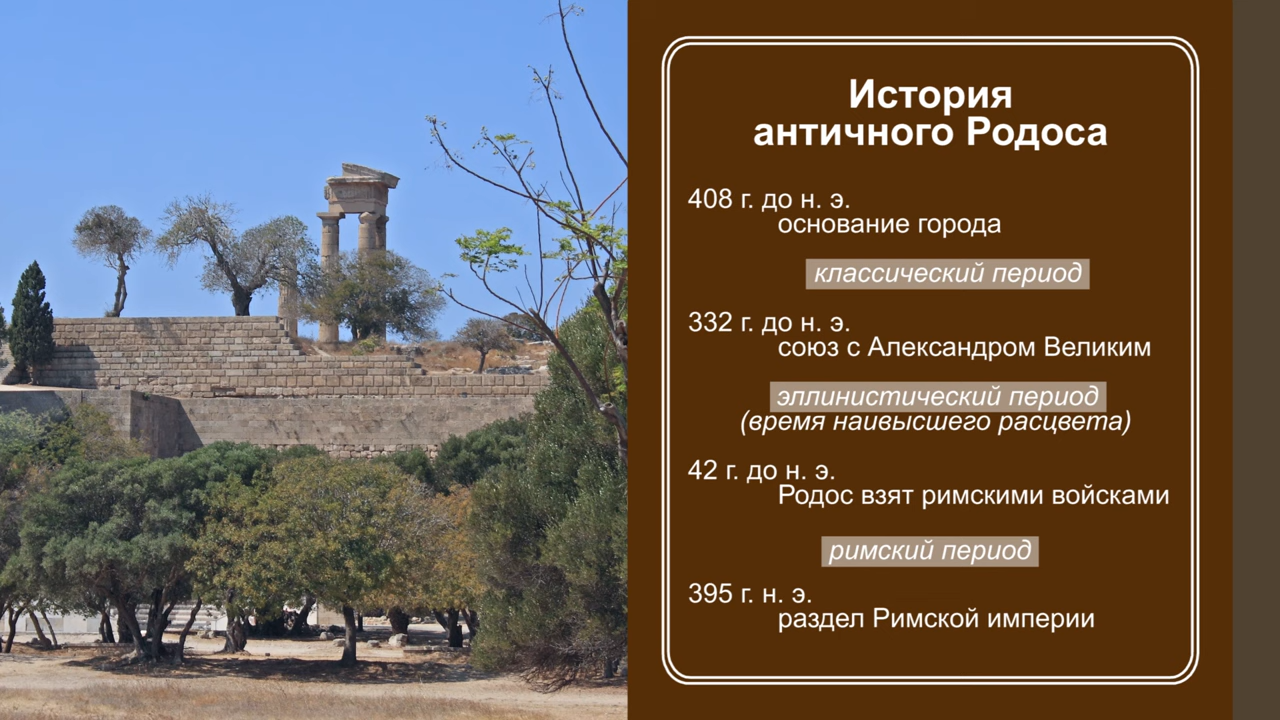 История
античного Родоса
408 г. до н. э.
основание города
классический период
332 г. до н. э.
союз с Александром Великим
эллинистический период
(время наивысшего расцвета)
42 г. до н. э.
Родос взят римскими войсками
римский период
395 г. н. э.
раздел Римской империи